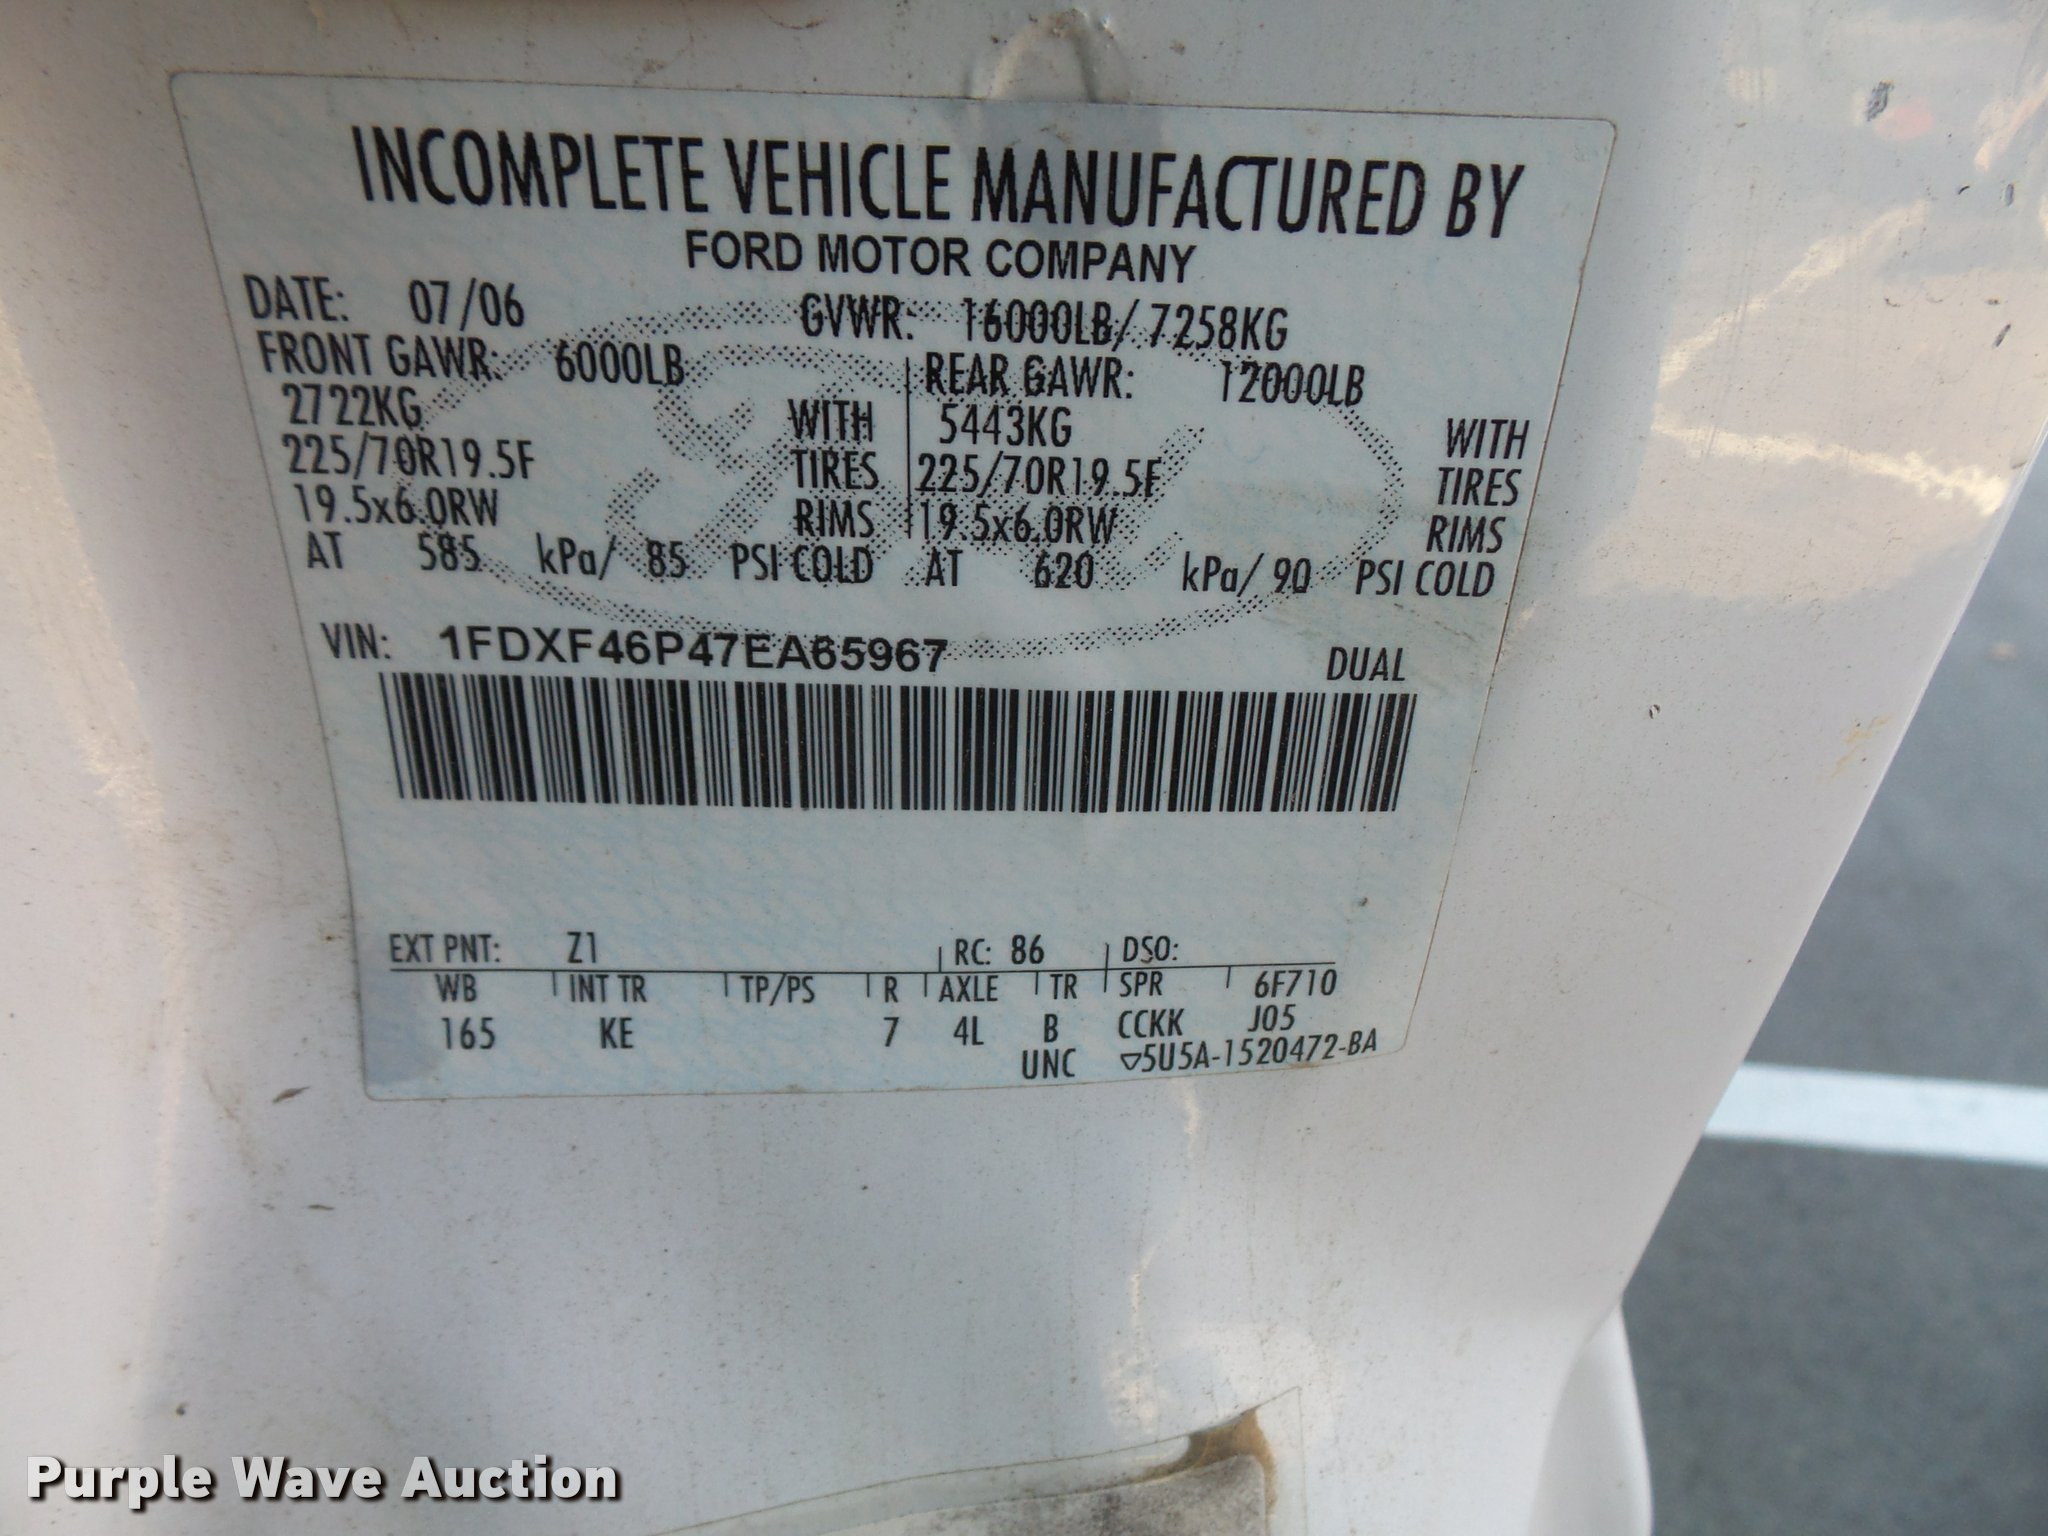 INCOMPLETE VEHICLE MANUFACTURED BY
FORD MOTOR COMPANY
DATE: 07/06 GVWR: 16000LB/ 7258KG
FRONT GAWR: 6000LB REAR GAWR: 12000LB
2722KG WITH 5443KG WITH
225/70R19.5F TIRES 225/70R19.5F TIRES
19.5x6.0RW RIMS 19.5x6.0RW RIMS
AT 585 kPa/ 85 PSI COLD AT 620 kPa/ 90 PSI COLD
VIN: 1FDXF46P47EA65967 DUAL
EXT PNT: Z1 RC: 86 DSO:
WB INT TR TP/PS R AXLE TR SPR 6F710
165 KE 7 4L B CCKK J05
UNC ▽5U5A-1520472-BA
Purple Wave Auction